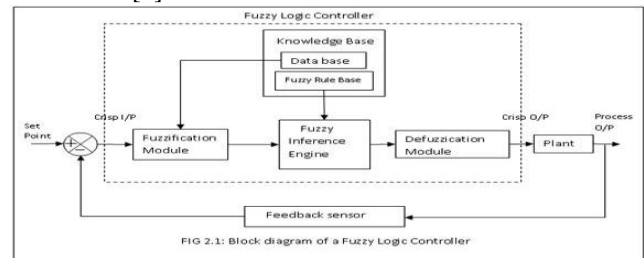 Fuzzy Logic Controller
Knowledge Base
Data base
Fuzzy Rule Base
Set
Point
Crisp I/P
Fuzzification
Module
Fuzzy
Inference
Engine
Defuzzication
Module
Crisp O/P
Plant
Process
O/P
Feedback sensor
FIG 2.1: Block diagram of a Fuzzy Logic Controller